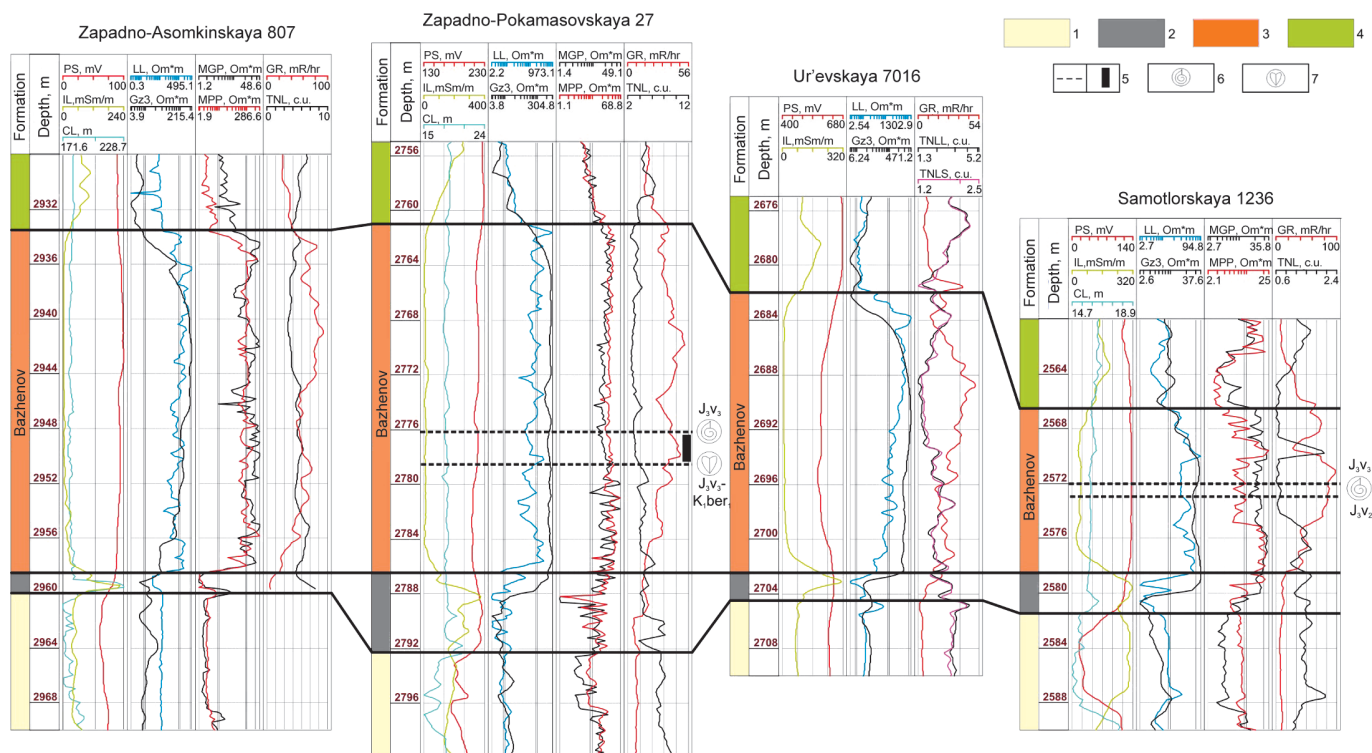 Zapadno-Asomkinskaya 807
Formation
Depth, m
PS, mV
0 100
IL,mSm/m
0 240
CL, m
171.6 228.7
LL, Om*m
0.3 495.1
Gz3, Om*m
3.9 215.4
MGP, Om*m
1.2 48.6
MPP, Om*m
1.9 286.6
GR, mR/hr
0 100
TNL, c.u.
0 10
Bazhenov
2932
2936
2940
2944
2948
2952
2956
2960
2964
2968
Zapadno-Pokamasovskaya 27
Formation
Depth, m
PS, mV
130 230
IL,mSm/m
0 400
CL, m
15 24
LL, Om*m
2.2 973.1
Gz3, Om*m
3.8 304.8
MGP, Om*m
1.4 49.1
MPP, Om*m
1.1 68.8
GR, mR/hr
0 56
TNL, c.u.
2 12
Bazhenov
2756
2760
2764
2768
2772
2776
2780
2784
2788
2792
2796
J₃v₃
J₃v₃-
K₁ber₁
Ur'evskaya 7016
Formation
Depth, m
PS, mV
400 680
IL,mSm/m
0 320
LL, Om*m
2.54 1302.9
Gz3, Om*m
6.24 471.2
GR, mR/hr
0 54
TNLL, c.u.
1.3 5.2
TNLS, c.u.
1.2 2.5
Bazhenov
2676
2680
2684
2688
2692
2696
2700
2704
2708
Samotlorskaya 1236
Formation
Depth, m
PS, mV
0 140
IL,mSm/m
0 320
CL, m
14.7 18.9
LL, Om*m
2.7 94.8
Gz3, Om*m
2.6 37.6
MGP, Om*m
2.7 35.8
MPP, Om*m
2.1 25
GR, mR/hr
0 100
TNL, c.u.
0.6 2.4
Bazhenov
2564
2568
2572
2576
2580
2584
2588
J₃v₃
J₃v₂
1
2
3
4
5
6
7